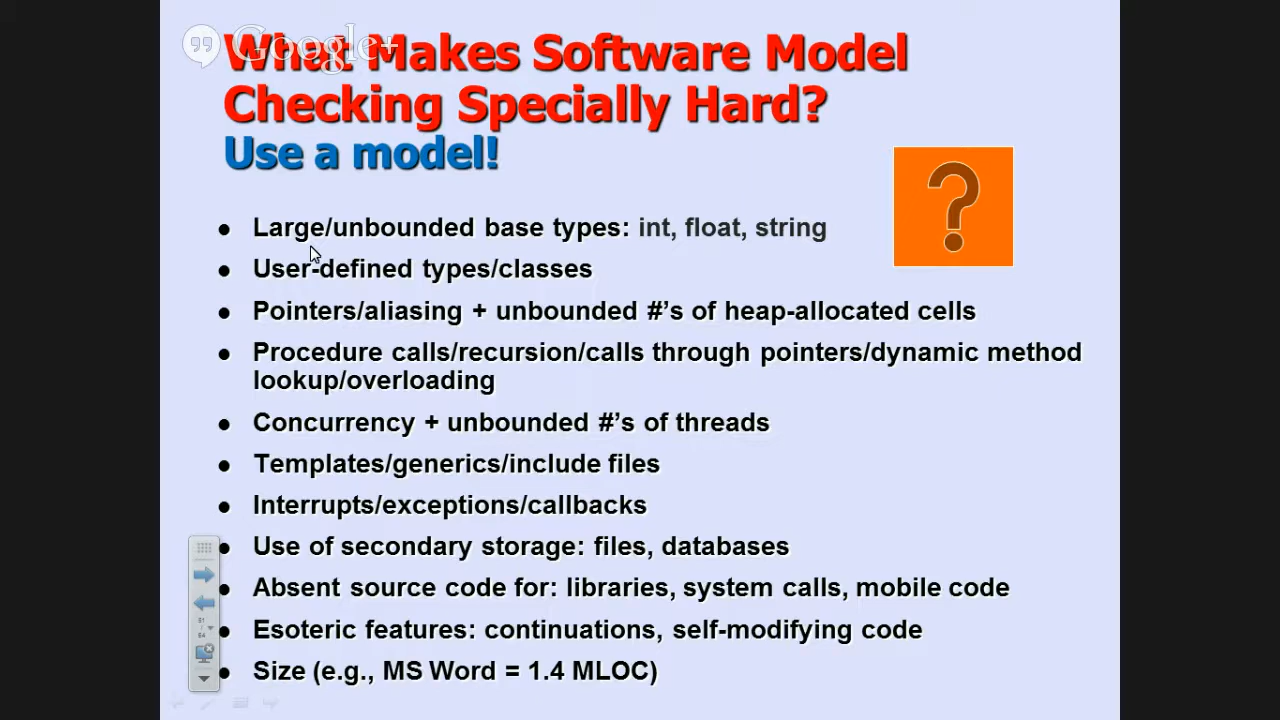 Google+
What Makes Software Model
Checking Specially Hard?
Use a model!
?
● Large/unbounded base types: int, float, string
● User-defined types/classes
● Pointers/aliasing + unbounded #’s of heap-allocated cells
● Procedure calls/recursion/calls through pointers/dynamic method
lookup/overloading
● Concurrency + unbounded #’s of threads
● Templates/generics/include files
● Interrupts/exceptions/callbacks
● Use of secondary storage: files, databases
● Absent source code for: libraries, system calls, mobile code
● Esoteric features: continuations, self-modifying code
● Size (e.g., MS Word = 1.4 MLOC)